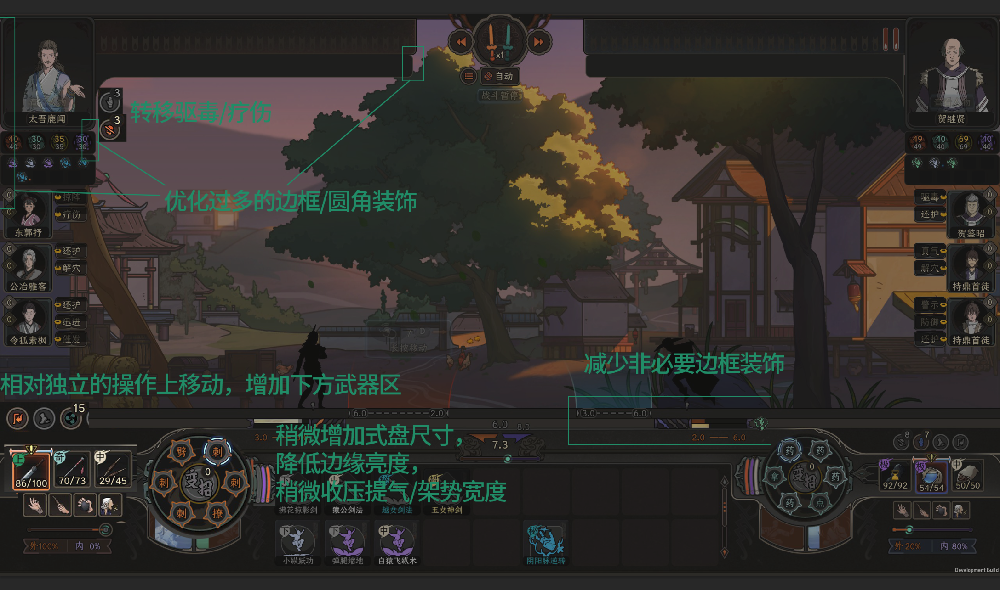 x1
自动
战斗暂停
太吾鹿闻
3
3
转移驱毒/疗伤
查看人物
贺继贤
40 30 35 30
40 30 35 30
49 40 69 40
49 40 69 40
优化过多的边框/圆角装饰
0
0
东郭抒
掠阵
疗伤
0
0
公冶雅客
还护
解穴
0
0
令狐素枫
还护
迅进
催发
驱毒
还护
0
0
贺鉴昭
真气
解穴
0
0
持鼎首徒
警示
防御
还护
0
0
持鼎首徒
/ D
长按移动
减少非必要边框装饰
相对独立的操作上移动，增加下方武器区
15
6.0 2.0
3.0 6.0
6.0 8.0
7.3
3.0
2.0 —— 6.0
稍微增加式盘尺寸，
降低边缘亮度，
稍微收压提气/架势宽度
上 奇 中
86/100 70/73 29/45
劈 刺
刺 刺
刺 撩
0
变招
外100% 内 0%
下 中 秘 超
拂花掠影剑 猿公剑法 越女剑法 玉女神剑
下 下 中 秘
小纵跃功 弹腿缩地 白猿飞纵术 阴阳脉逆转
8 7
药 药
拿 药
药 点
0
变招
极 极 中
92/92 54/54 50/50
外20% 内 80%
Development Build